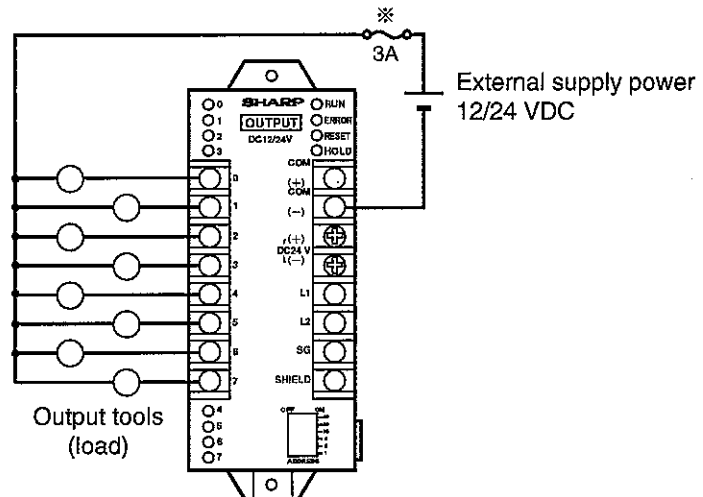 ※
3A
External supply power
12/24 VDC
SHARP
OUTPUT
DC12/24V
0
1
2
3
RUN
ERROR
RESET
HOLD
COM
(+)
COM
(-)
(+)
DC24 V
(-)
L1
L2
SG
SHIELD
0
1
2
3
4
5
6
7
Output tools
(load)
4
5
6
7
OFF ON
ADDRESS